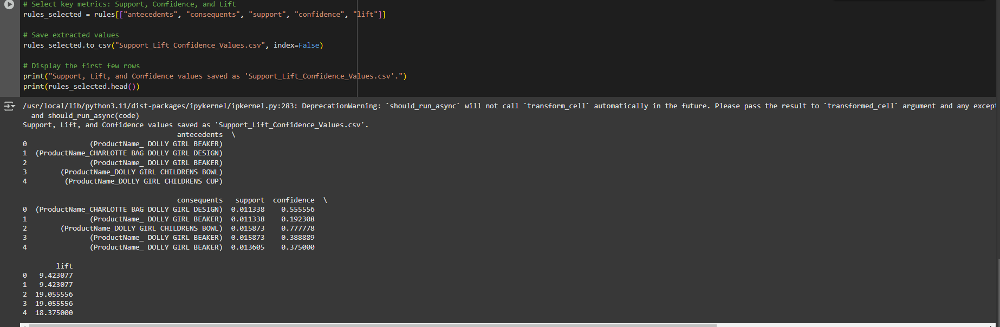 # Select key metrics: Support, Confidence, and Lift
rules_selected = rules[["antecedents", "consequents", "support", "confidence", "lift"]]

# Save extracted values
rules_selected.to_csv("Support_Lift_Confidence_Values.csv", index=False)

# Display the first few rows
print("Support, Lift, and Confidence values saved as 'Support_Lift_Confidence_Values.csv'.")
print(rules_selected.head())

/usr/local/lib/python3.11/dist-packages/ipykernel/ipkernel.py:283: DeprecationWarning: `should_run_async` will not call `transform_cell` automatically in the future. Please pass the result to `transformed_cell` argument and any except
  and should_run_async(code)
Support, Lift, and Confidence values saved as 'Support_Lift_Confidence_Values.csv'.
                                     antecedents  \
0               (ProductName_ DOLLY GIRL BEAKER)
1  (ProductName_CHARLOTTE BAG DOLLY GIRL DESIGN)
2               (ProductName_ DOLLY GIRL BEAKER)
3        (ProductName_DOLLY GIRL CHILDRENS BOWL)
4         (ProductName_DOLLY GIRL CHILDRENS CUP)

                                     consequents   support  confidence  \
0  (ProductName_CHARLOTTE BAG DOLLY GIRL DESIGN)  0.011338    0.555556
1               (ProductName_ DOLLY GIRL BEAKER)  0.011338    0.192308
2        (ProductName_DOLLY GIRL CHILDRENS BOWL)  0.015873    0.777778
3               (ProductName_ DOLLY GIRL BEAKER)  0.015873    0.388889
4               (ProductName_ DOLLY GIRL BEAKER)  0.013605    0.375000

        lift
0   9.423077
1   9.423077
2  19.055556
3  19.055556
4  18.375000